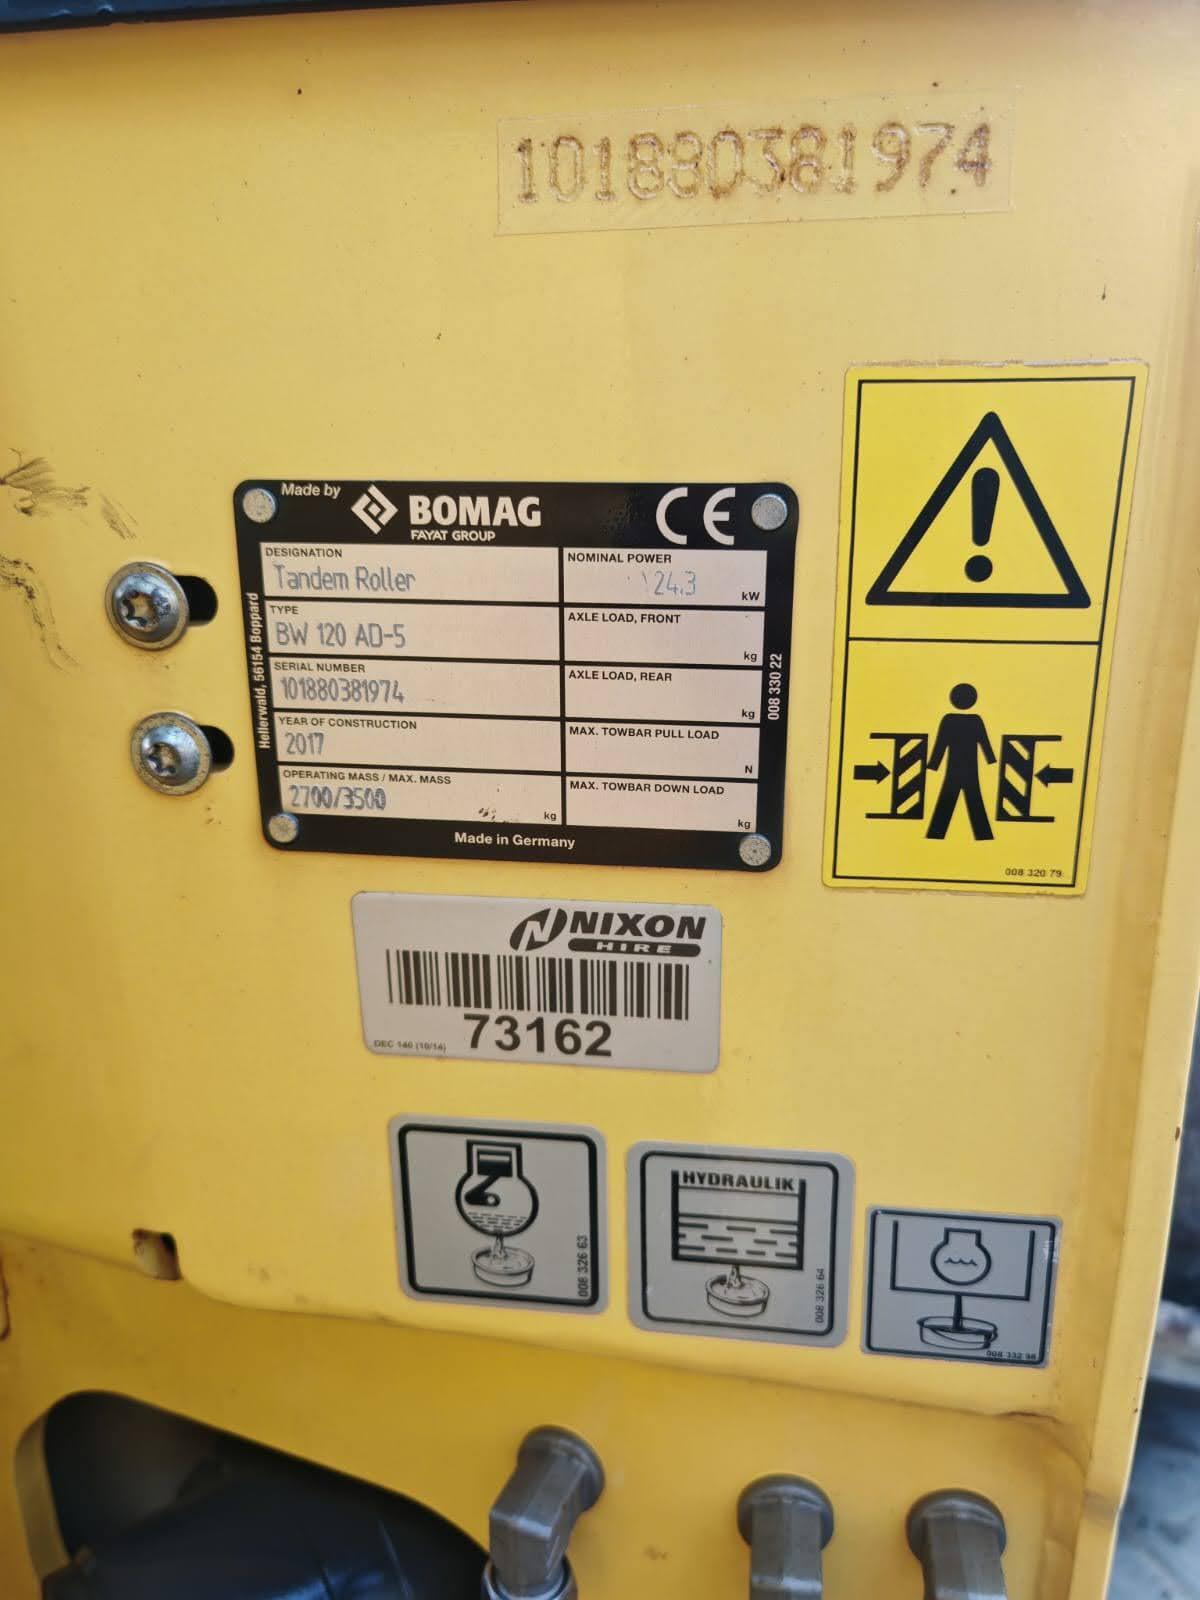 101880381974
Made by
BOMAG
FAYAT GROUP
CE
DESIGNATION
Tandem Roller
NOMINAL POWER
24.3 kW
TYPE
BW 120 AD-5
AXLE LOAD, FRONT
kg
SERIAL NUMBER
101880381974
AXLE LOAD, REAR
kg
YEAR OF CONSTRUCTION
2017
MAX. TOWBAR PULL LOAD
N
OPERATING MASS / MAX. MASS
2700/3500 kg
MAX. TOWBAR DOWN LOAD
kg
Made in Germany
Hellerwald, 56154 Boppard
008 330 22
!
008 320 79
NIXON
HIRE
73162
DEC 146 (10/14)
008 326 63
HYDRAULIK
008 326 64
008 332 98